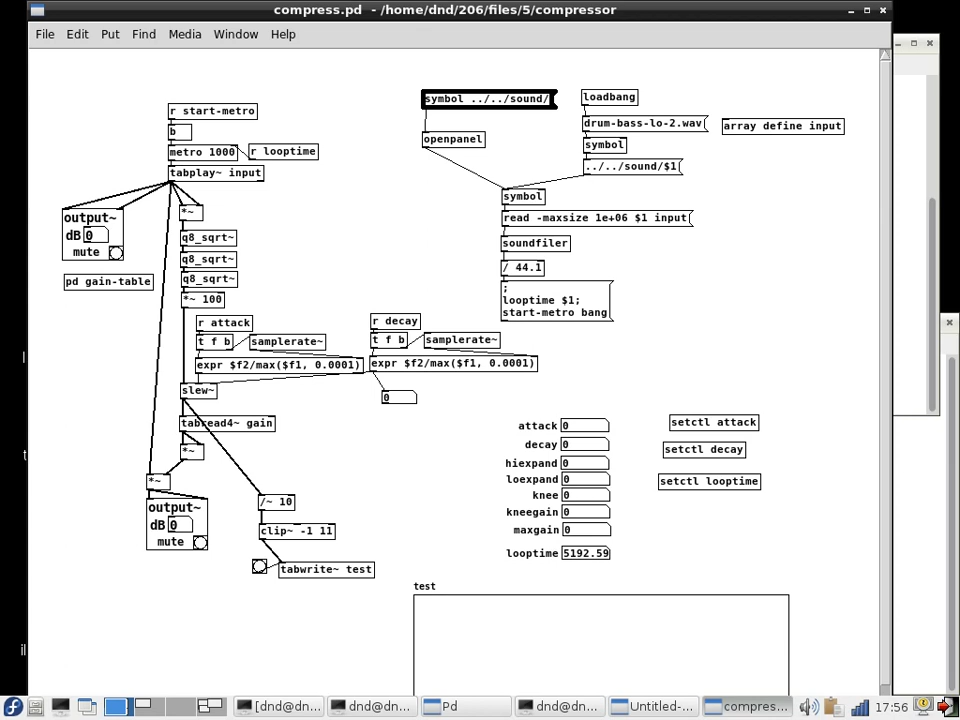 compress.pd - /home/dnd/206/files/5/compressor
File Edit Put Find Media Window Help
symbol ../../sound/
loadbang
r start-metro
drum-bass-lo-2.wav
array define input
b
openpanel
symbol
metro 1000
r looptime
../../sound/$1
tabplay~ input
symbol
*~
output~
dB 0
mute
read -maxsize 1e+06 $1 input
q8_sqrt~
soundfiler
q8_sqrt~
/ 44.1
pd gain-table
q8_sqrt~
;
looptime $1;
start-metro bang
*~ 100
r attack
r decay
t f b
samplerate~
t f b
samplerate~
expr $f2/max($f1, 0.0001)
expr $f2/max($f1, 0.0001)
slew~
0
tabread4~ gain
attack 0
setctl attack
decay 0
setctl decay
*~
hiexpand 0
loexpand 0
setctl looptime
*~
knee 0
output~
dB 0
mute
/~ 10
kneegain 0
clip~ -1 11
maxgain 0
looptime 5192.59
tabwrite~ test
test
l
t
il
[dnd@dn...
dnd@dn...
Pd
dnd@dn...
Untitled-...
compres...
17:56